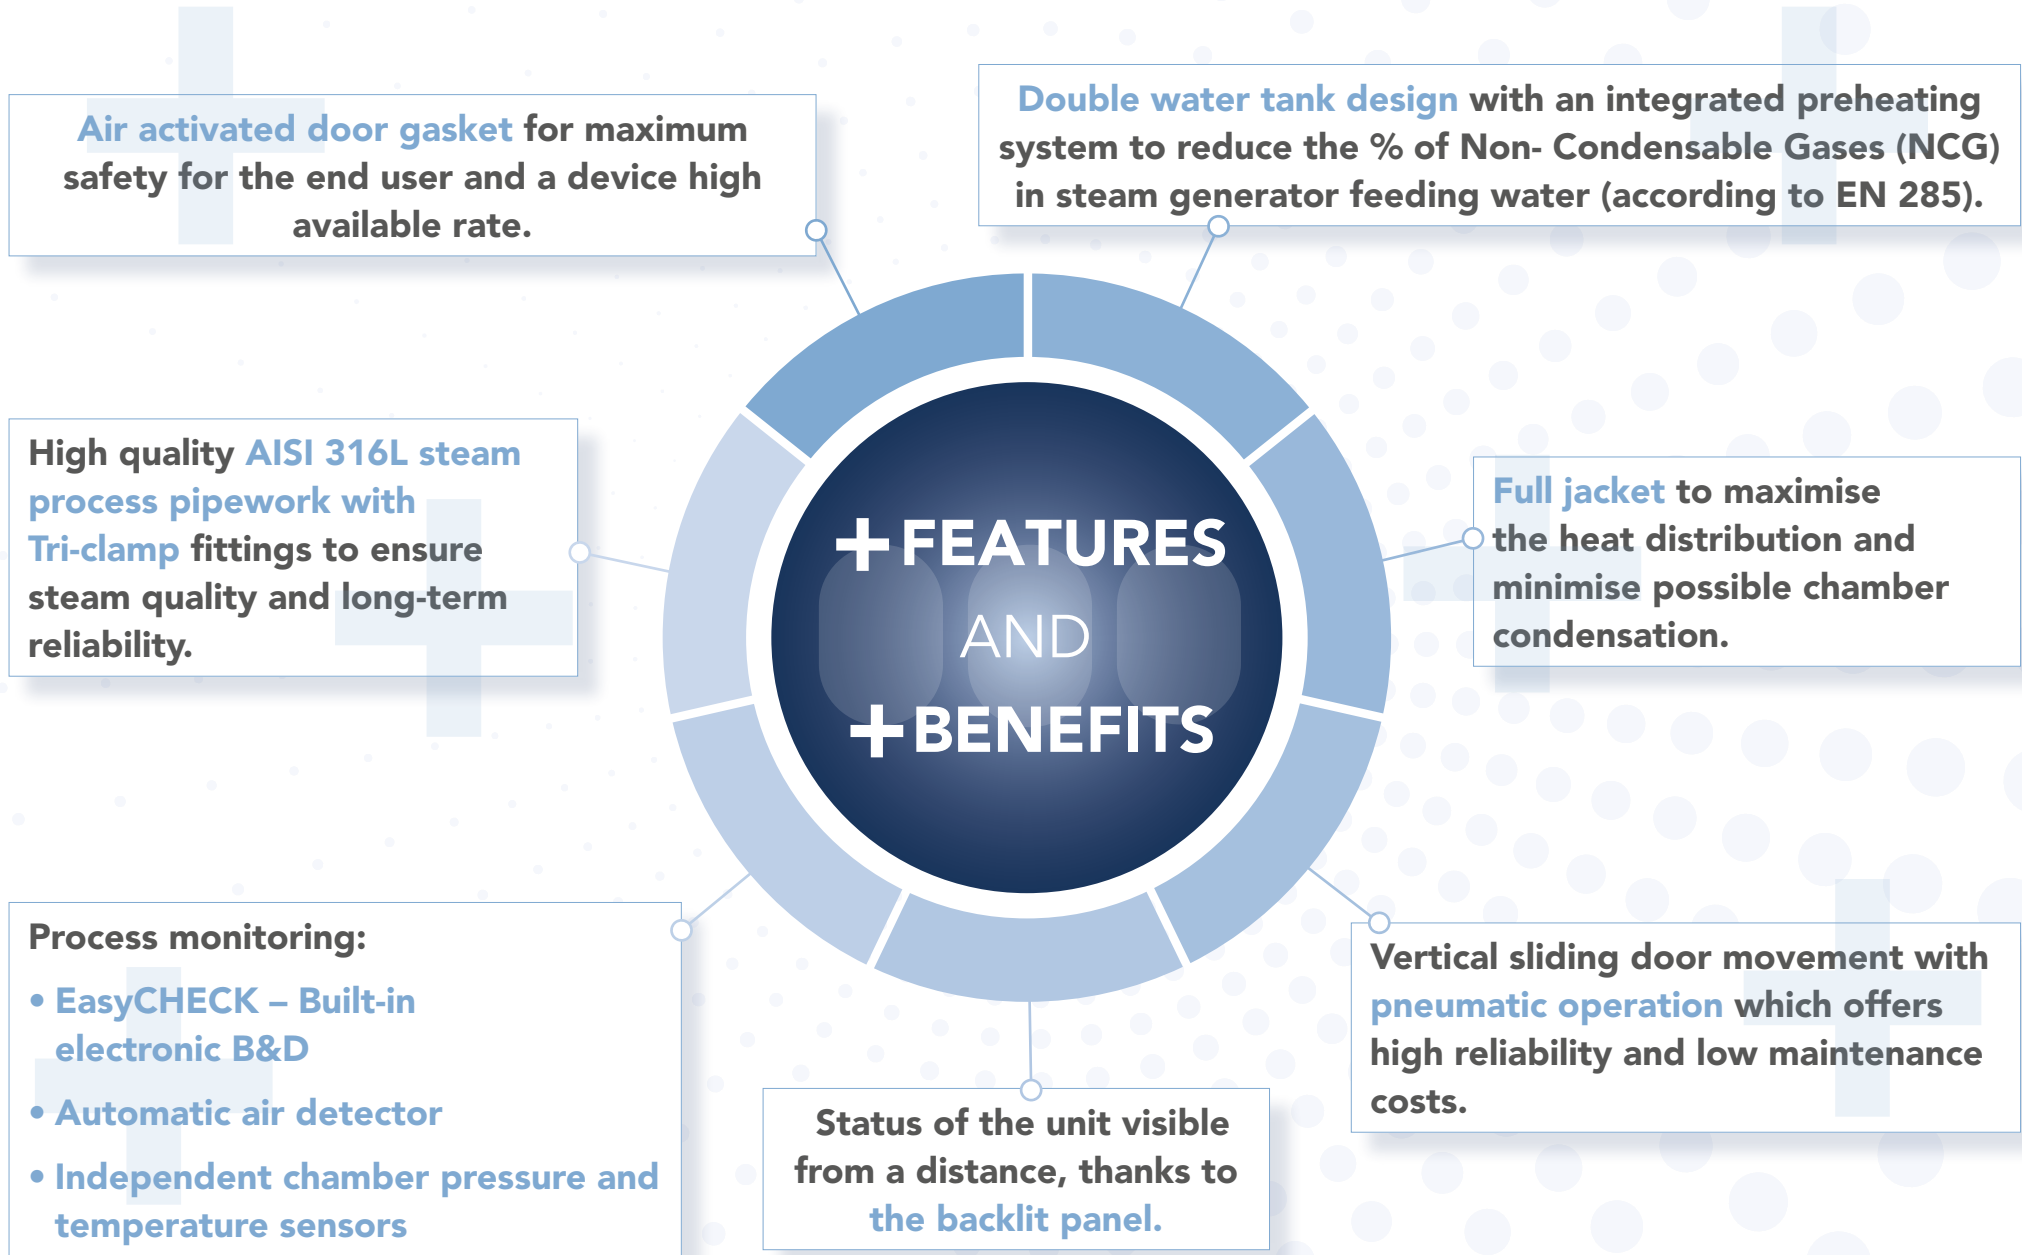 Air activated door gasket for maximum
safety for the end user and a device high
available rate.
Double water tank design with an integrated preheating
system to reduce the % of Non- Condensable Gases (NCG)
in steam generator feeding water (according to EN 285).
High quality AISI 316L steam
process pipework with
Tri-clamp fittings to ensure
steam quality and long-term
reliability.
+FEATURES
AND
+BENEFITS
Full jacket to maximise
the heat distribution and
minimise possible chamber
condensation.
Process monitoring:
• EasyCHECK – Built-in
electronic B&D
• Automatic air detector
• Independent chamber pressure and
temperature sensors
Status of the unit visible
from a distance, thanks to
the backlit panel.
Vertical sliding door movement with
pneumatic operation which offers
high reliability and low maintenance
costs.